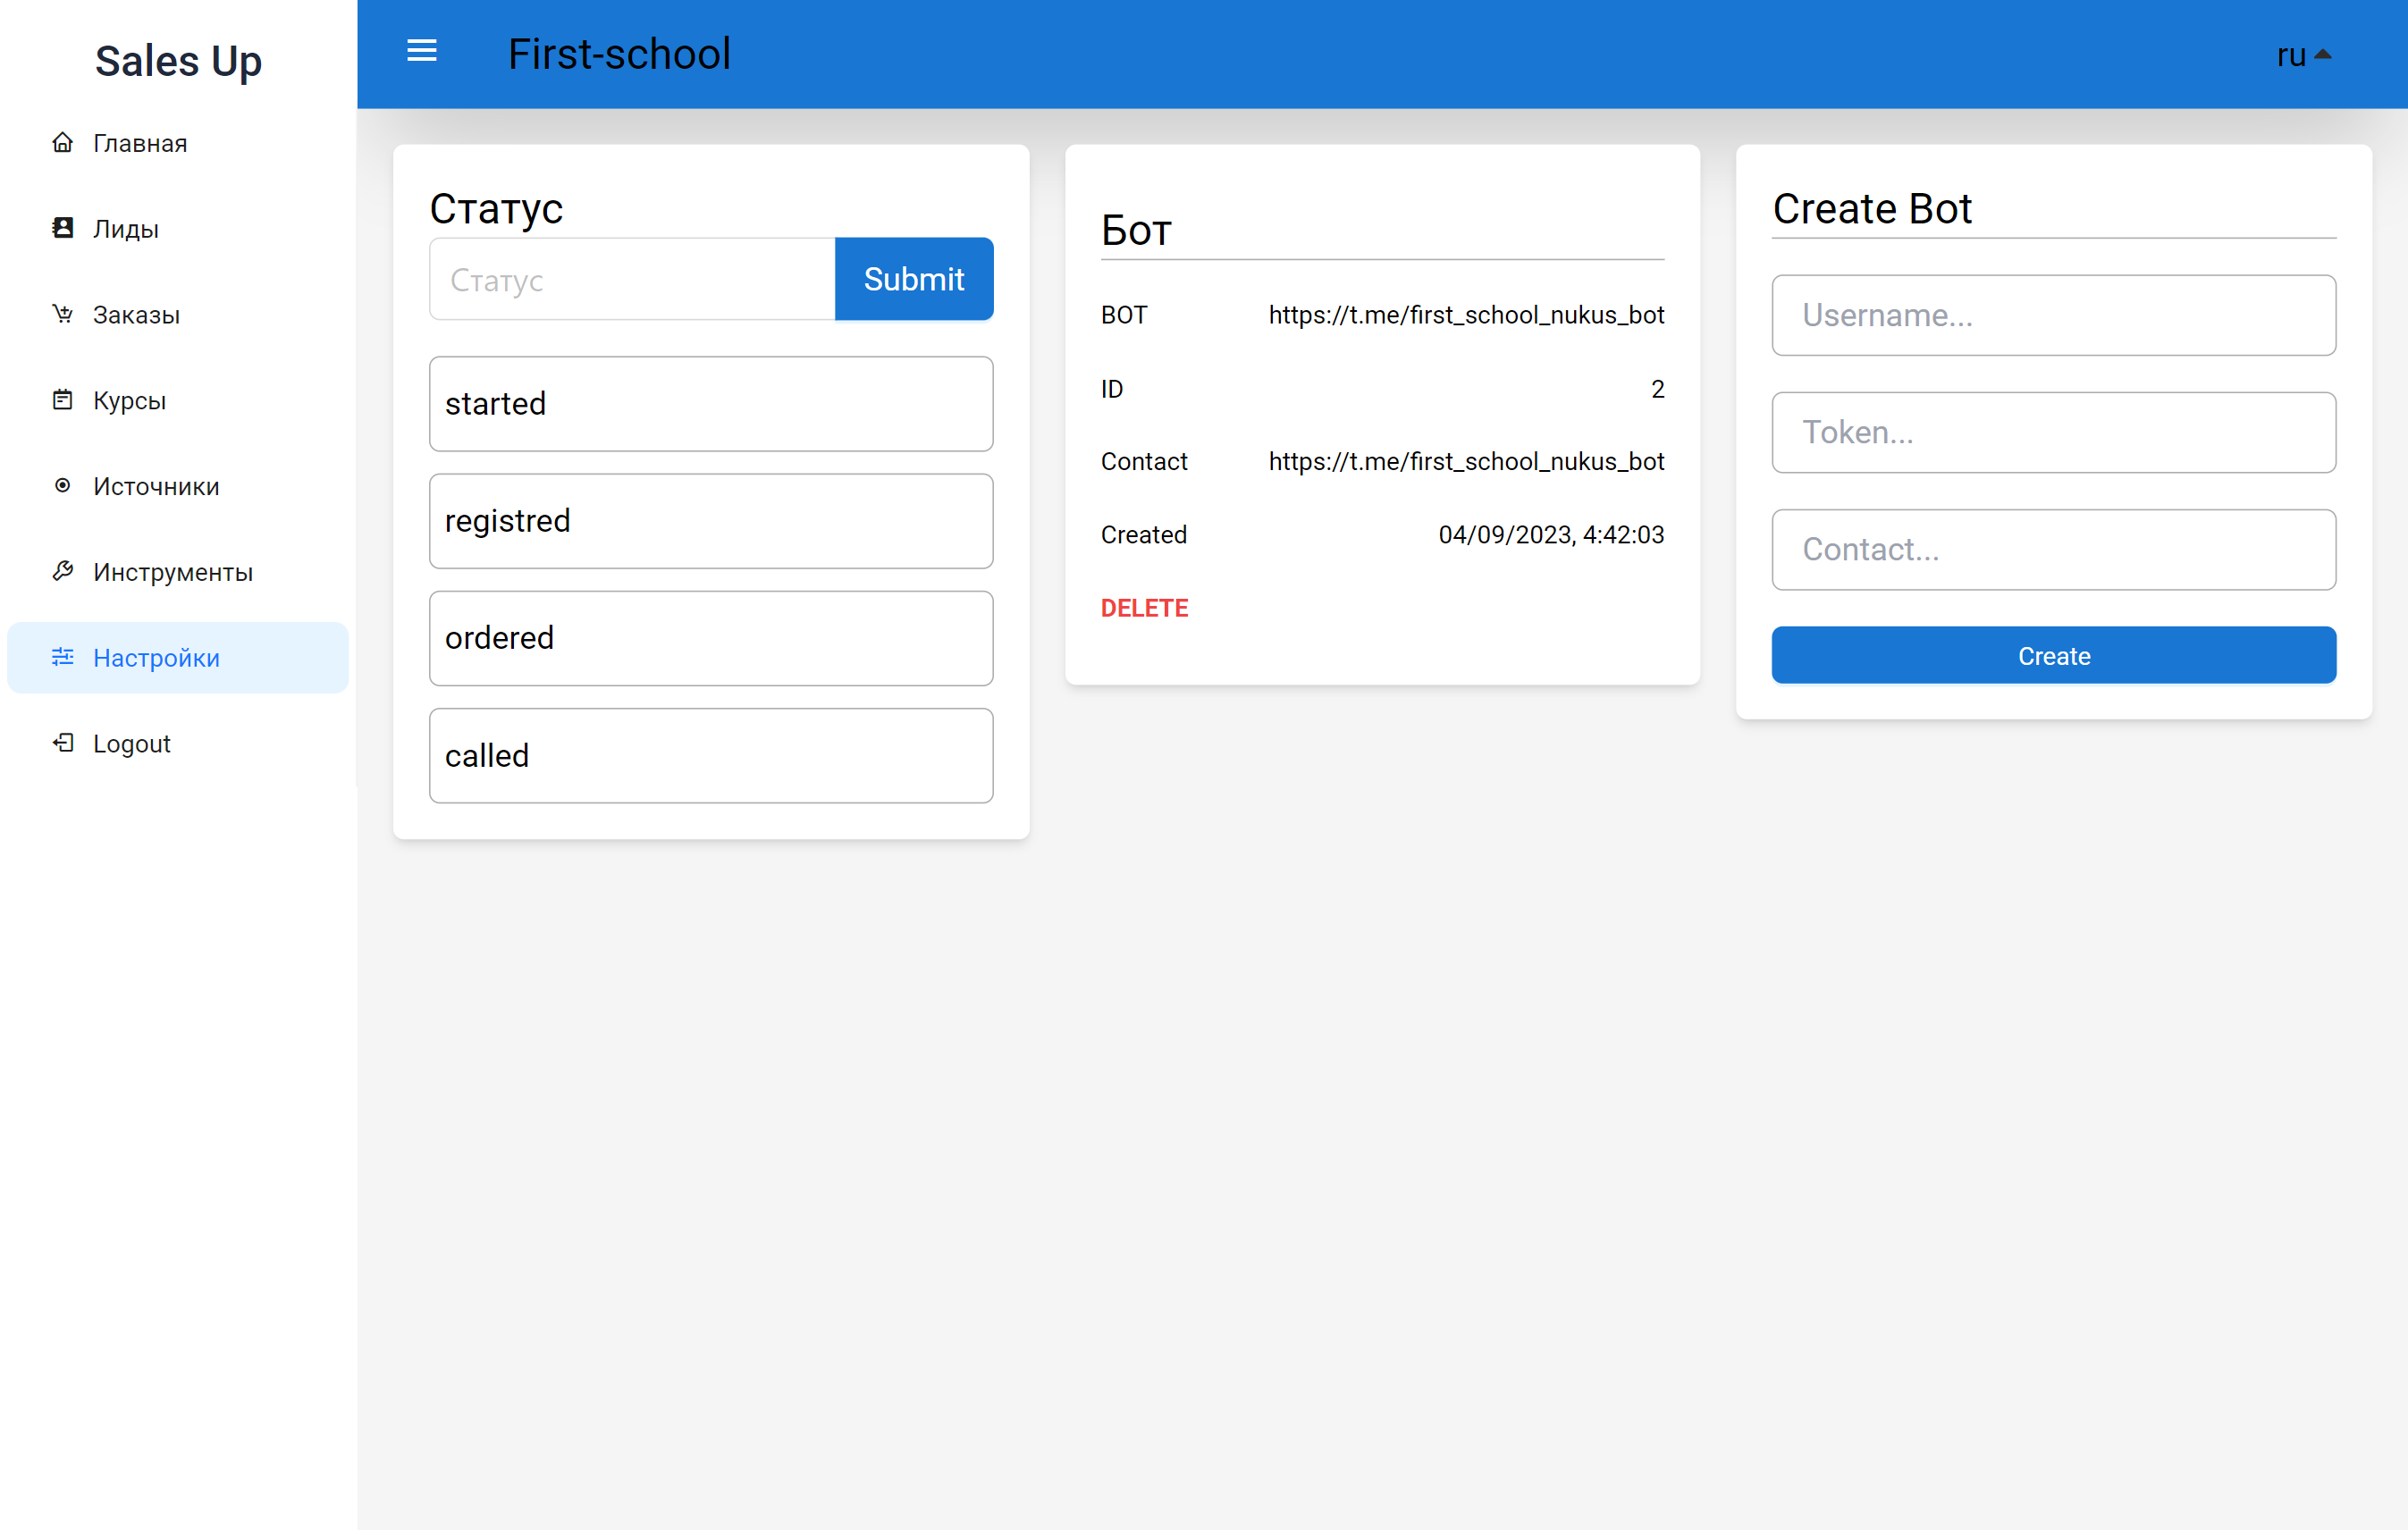 Sales Up
Главная
Лиды
Заказы
Курсы
Источники
Инструменты
Настройки
Logout
First-school
ru
Статус
Статус
Submit
started
registred
ordered
called
Бот
BOT https://t.me/first_school_nukus_bot
ID 2
Contact https://t.me/first_school_nukus_bot
Created 04/09/2023, 4:42:03
DELETE
Create Bot
Username...
Token...
Contact...
Create